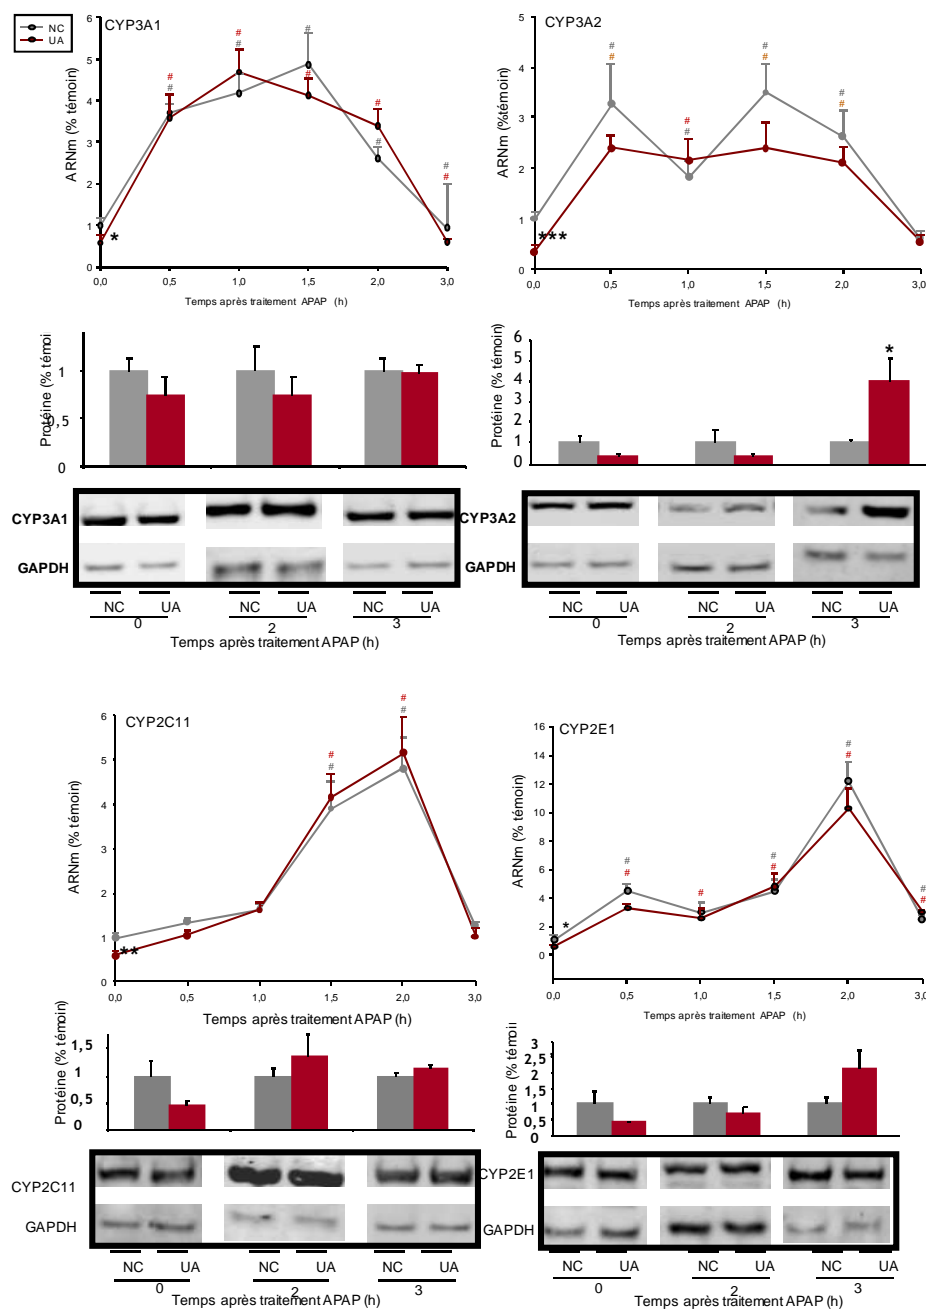 NC
UA
CYP3A1
ARNm (% témoin)
6
5
4
3
2
1
0
# # # # # # # # # #
*
0,0 0,5 1,0 1,5 2,0 3,0
Temps après traitement APAP (h)
CYP3A2
ARNm (%témoin)
5
4
3
2
1
0
# # # # # # # #
***
0,0 0,5 1,0 1,5 2,0 3,0
Temps après traitement APAP (h)
Protéine (% témoi
1
0,5
0
CYP3A1
GAPDH
NC UA NC UA NC UA
0 2 3
Temps après traitement APAP (h)
Protéine (% témoin)
6
5
4
3
2
1
0
*
CYP3A2
GAPDH
NC UA NC UA NC UA
0 2 3
Temps après traitement APAP (h)
CYP2C11
ARNm (% témoin)
6
5
4
3
2
1
0
# # # #
**
0,0 0,5 1,0 1,5 2,0 3,0
Temps après traitement APAP (h)
CYP2E1
ARNm (% témoin)
16
14
12
10
8
6
4
2
0
# # # # # # # # #
*
0,0 0,5 1,0 1,5 2,0 3,0
Temps après traitement APAP (h)
Protéine (% témoin)
1,5
1
0,5
0
CYP2C11
GAPDH
NC UA NC UA NC UA
0 2 3
Temps après traitement APAP (h)
Protéine (% témoin
3
2,5
2
1,5
1
0,5
0
CYP2E1
GAPDH
NC UA NC UA NC UA
0 2 3
Temps après traitement APAP (h)